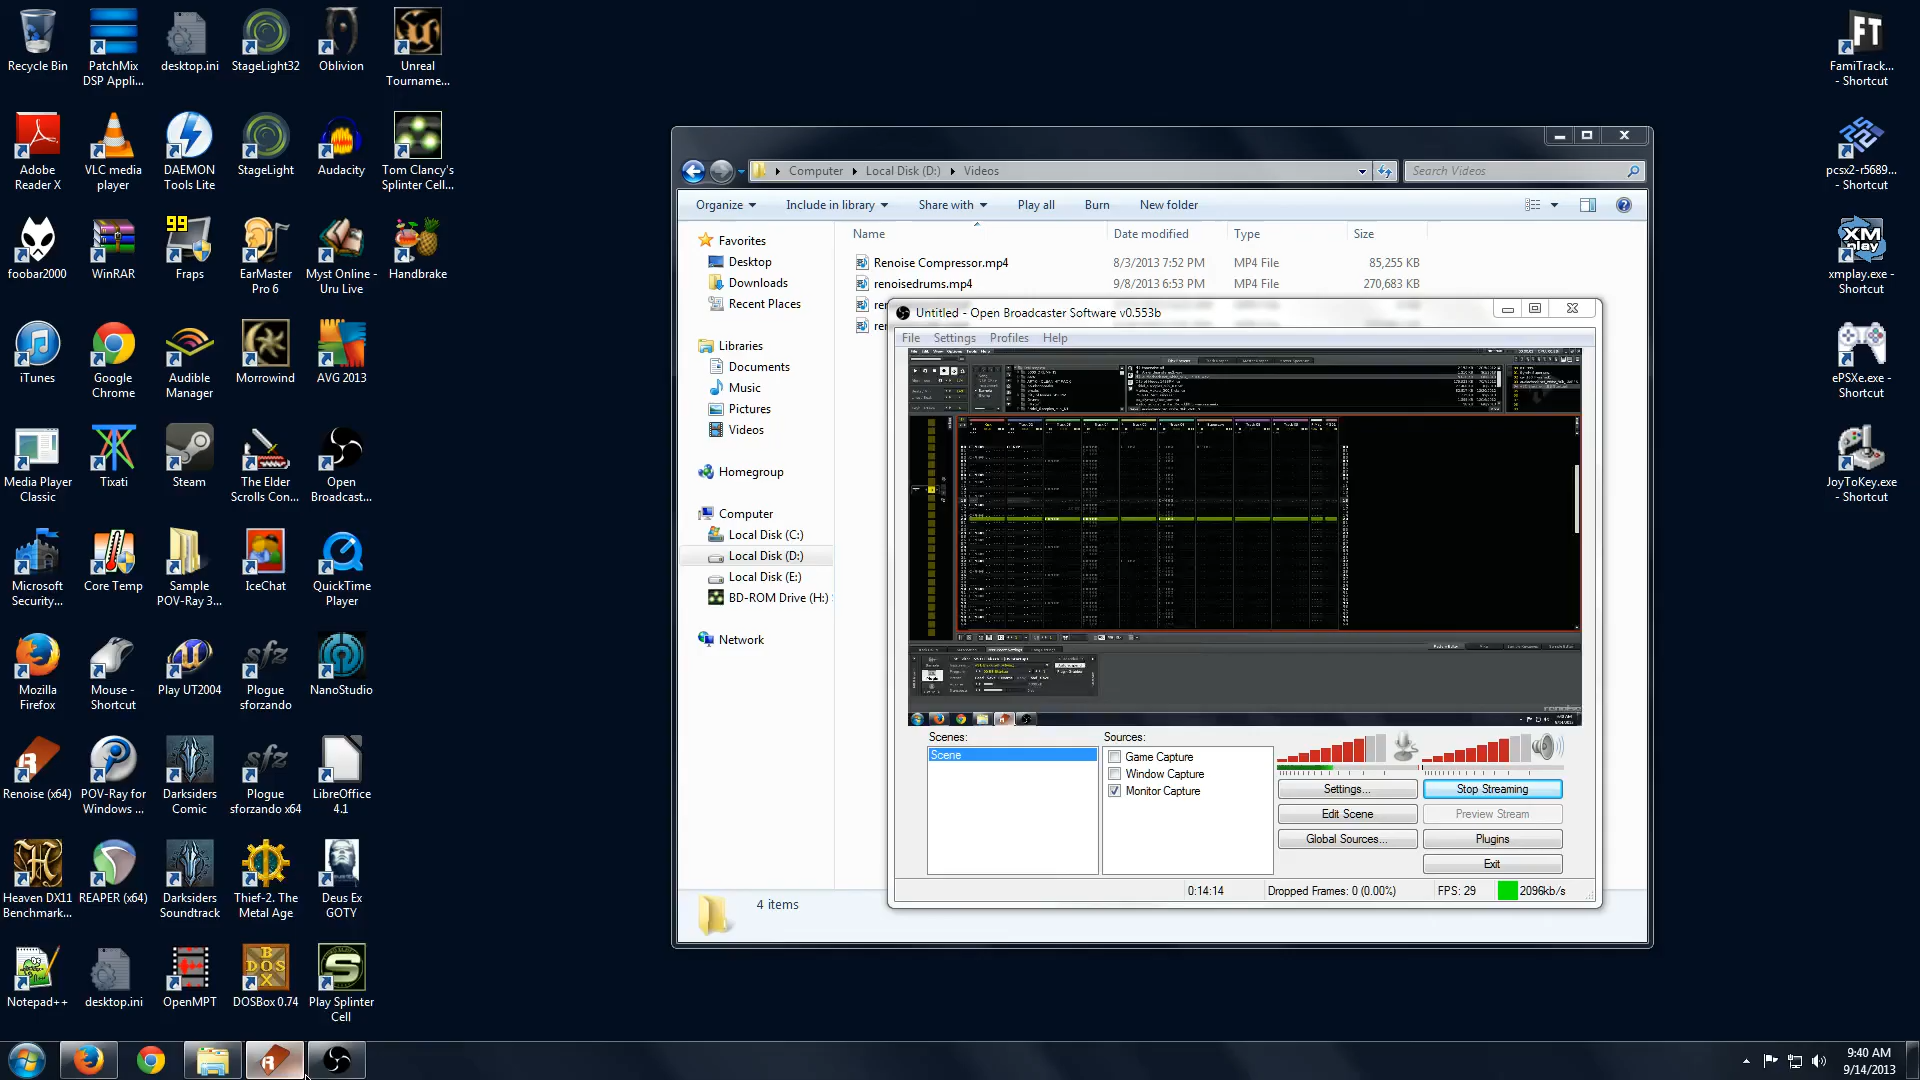 Recycle Bin
PatchMix
DSP Appli...
desktop.ini
StageLight32
Oblivion
Unreal
Tourname...
Adobe
Reader X
VLC media
player
DAEMON
Tools Lite
StageLight
Audacity
Tom Clancy's
Splinter Cell...
foobar2000
WinRAR
99
Fraps
EarMaster
Pro 6
Myst Online -
Uru Live
Handbrake
iTunes
Google
Chrome
Audible
Manager
Morrowind
AVG 2013
Media Player
Classic
Tixati
Steam
The Elder
Scrolls Con...
Open
Broadcast...
Microsoft
Security...
Core Temp
Sample
POV-Ray 3...
IceChat
QuickTime
Player
Mozilla
Firefox
Mouse -
Shortcut
Play UT2004
sfz
Plogue
sforzando
NanoStudio
Renoise (x64)
POV-Ray for
Windows ...
Darksiders
Comic
sfz
Plogue
sforzando x64
LibreOffice
4.1
Heaven DX11
Benchmark...
REAPER (x64)
Darksiders
Soundtrack
Thief-2. The
Metal Age
Deus Ex
GOTY
Notepad++
desktop.ini
OpenMPT
DOSBox 0.74
Play Splinter
Cell
FT
FamiTrack...
- Shortcut
pcsx2-r5689...
- Shortcut
XM
play
xmplay.exe -
Shortcut
ePSXe.exe -
Shortcut
JoyToKey.exe
- Shortcut
Computer
Local Disk (D:)
Videos
Search Videos
Organize
Include in library
Share with
Play all
Burn
New folder
Favorites
Desktop
Downloads
Recent Places
Libraries
Documents
Music
Pictures
Videos
Homegroup
Computer
Local Disk (C:)
Local Disk (D:)
Local Disk (E:)
BD-ROM Drive (H:)
Network
Name
Date modified
Type
Size
Renoise Compressor.mp4
8/3/2013 7:52 PM
MP4 File
85,255 KB
renoisedrums.mp4
9/8/2013 6:53 PM
MP4 File
270,683 KB
4 items
Untitled - Open Broadcaster Software v0.553b
File
Settings
Profiles
Help
Scenes:
Scene
Sources:
Game Capture
Window Capture
Monitor Capture
Settings...
Stop Streaming
Edit Scene
Preview Stream
Global Sources...
Plugins
Exit
0:14:14
Dropped Frames: 0 (0.00%)
FPS: 29
2096kb/s
9:40 AM
9/14/2013